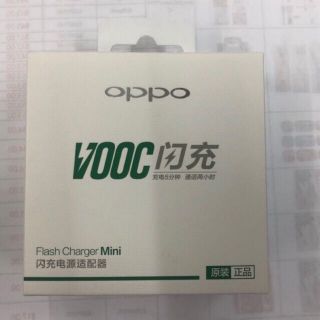 oppo
VOOC闪充
充电5分钟 通话两小时
Flash Charger Mini
闪充电源适配器
原装 正品